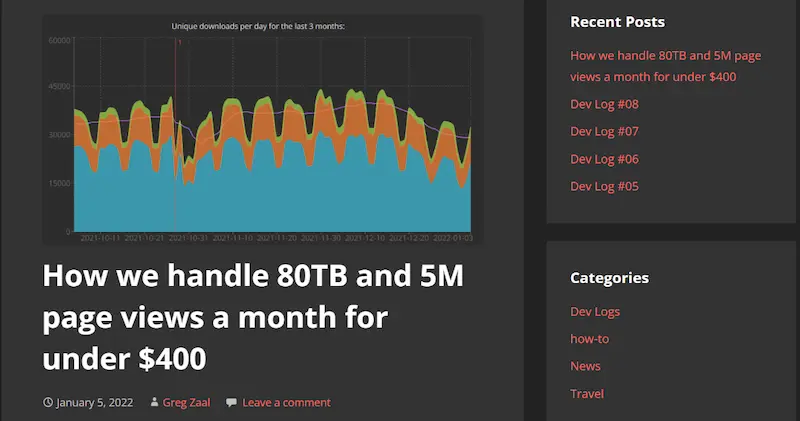 Unique downloads per day for the last 3 months:
60000
1
45000
30000
15000
0
2021-10-11 2021-10-21 2021-10-31 2021-11-10 2021-11-20 2021-11-30 2021-12-10 2021-12-20 2022-01-03
How we handle 80TB and 5M
page views a month for
under $400
January 5, 2022 Greg Zaal Leave a comment
Recent Posts
How we handle 80TB and 5M page
views a month for under $400
Dev Log #08
Dev Log #07
Dev Log #06
Dev Log #05
Categories
Dev Logs
how-to
News
Travel